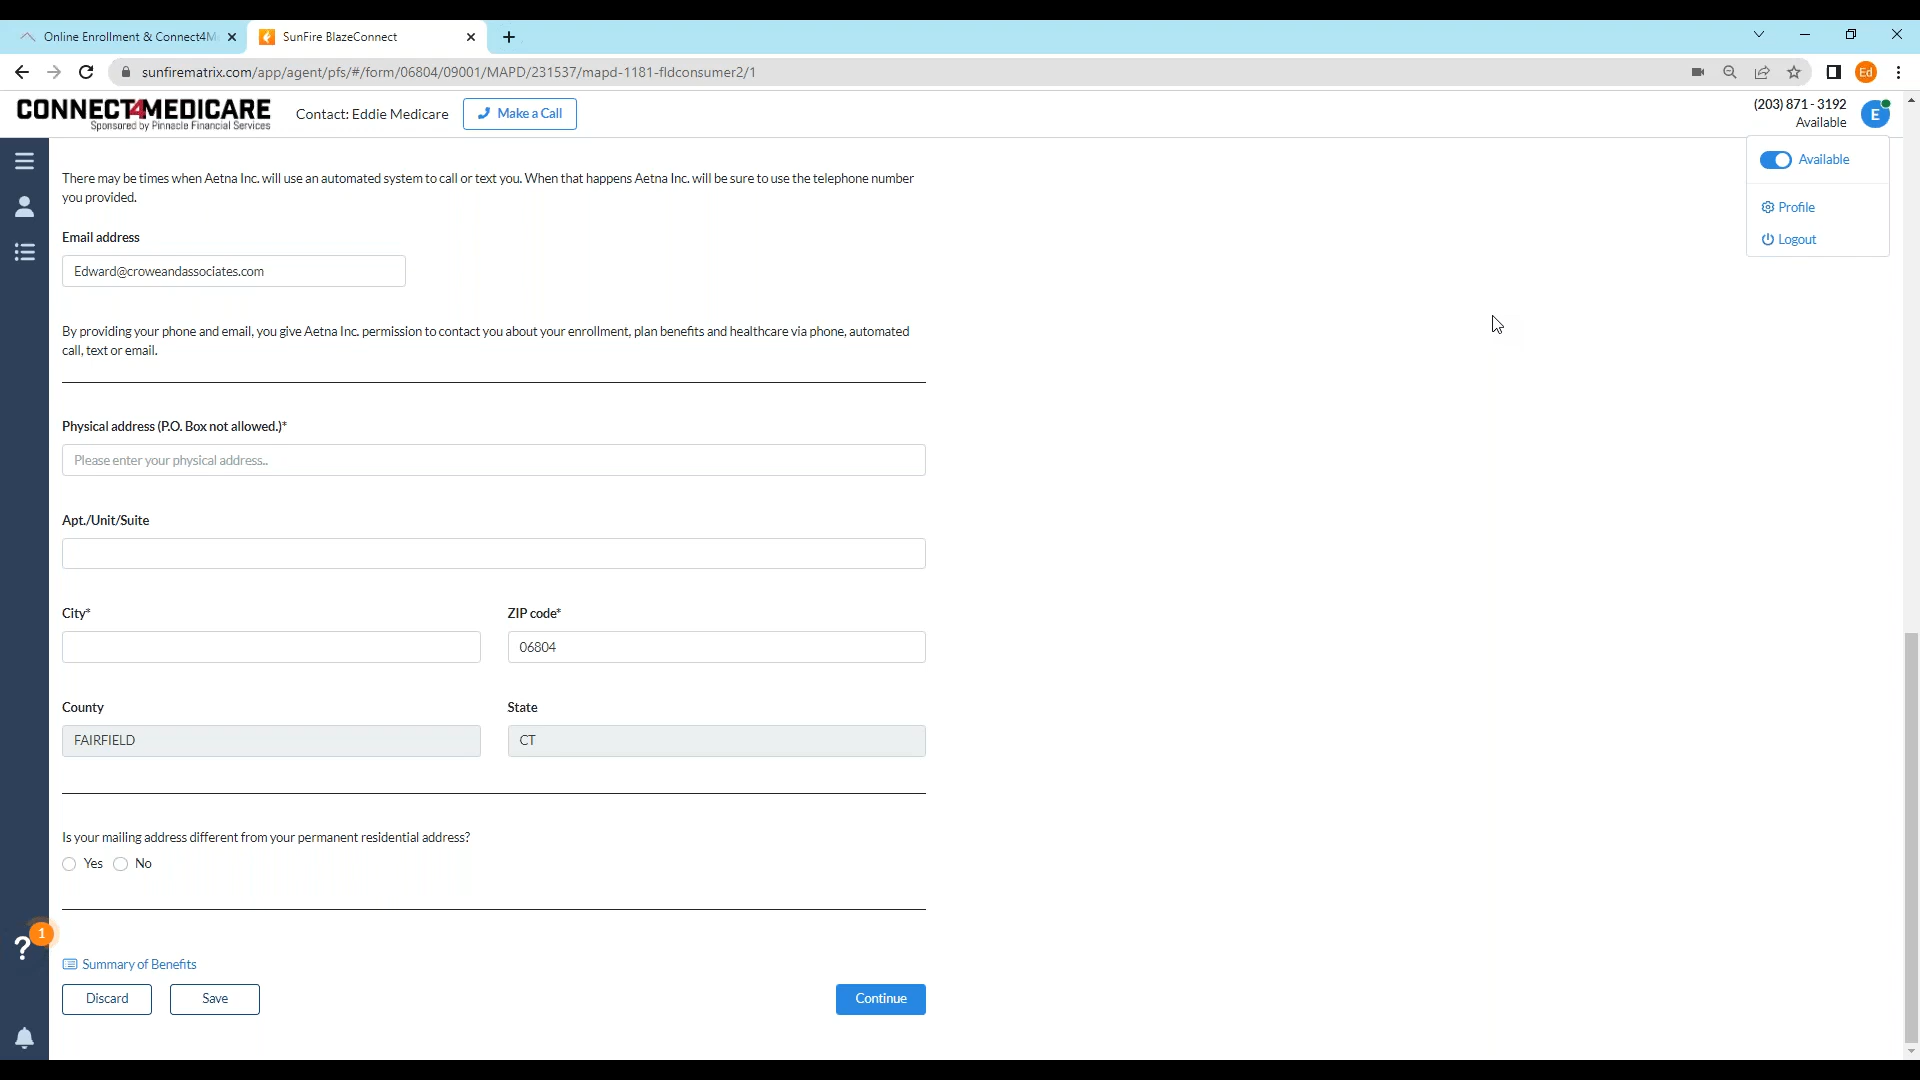 Online Enrollment & Connect4M
SunFire BlazeConnect
sunfirematrix.com/app/agent/pfs/#/form/06804/09001/MAPD/231537/mapd-1181-fldconsumer2/1
Ed
CONNECT4MEDICARE
Sponsored by Pinnacle Financial Services
Contact: Eddie Medicare
Make a Call
(203) 871 - 3192
Available
E
Available
Profile
Logout
There may be times when Aetna Inc. will use an automated system to call or text you. When that happens Aetna Inc. will be sure to use the telephone number
you provided.
Email address
Edward@croweandassociates.com
By providing your phone and email, you give Aetna Inc. permission to contact you about your enrollment, plan benefits and healthcare via phone, automated
call, text or email.
Physical address (P.O. Box not allowed.)*
Please enter your physical address..
Apt./Unit/Suite
City*
ZIP code*
06804
County
State
FAIRFIELD
CT
Is your mailing address different from your permanent residential address?
Yes
No
1
?
Summary of Benefits
Discard
Save
Continue